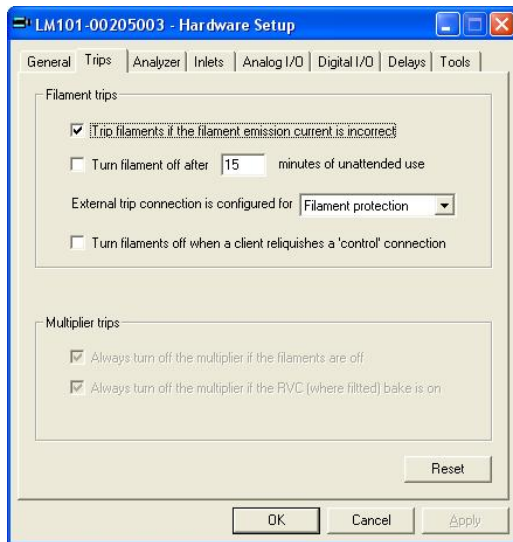 LM101-00205003 - Hardware Setup
General Trips Analyzer Inlets Analog I/O Digital I/O Delays Tools
Filament trips
Trip filaments if the filament emission current is incorrect
Turn filament off after 15 minutes of unattended use
External trip connection is configured for Filament protection
Turn filaments off when a client reliquishes a 'control' connection
Multiplier trips
Always turn off the multiplier if the filaments are off
Always turn off the multiplier if the RVC (where filtted) bake is on
Reset
OK Cancel Apply